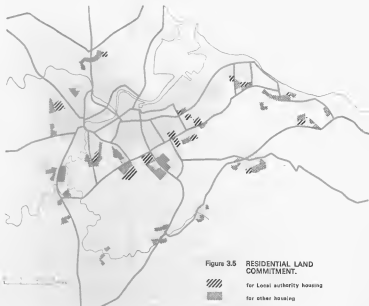 Figure 3.5 RESIDENTIAL LAND
COMMITMENT.
for Local authority housing
for other housing